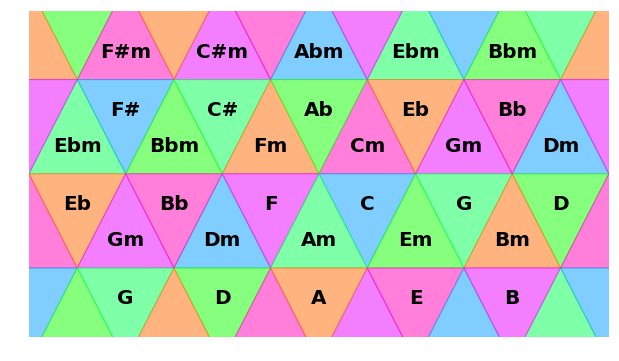 F#m C#m Abm Ebm Bbm
F# C# Ab Eb Bb
Ebm Bbm Fm Cm Gm Dm
Eb Bb F C G D
Gm Dm Am Em Bm
G D A E B